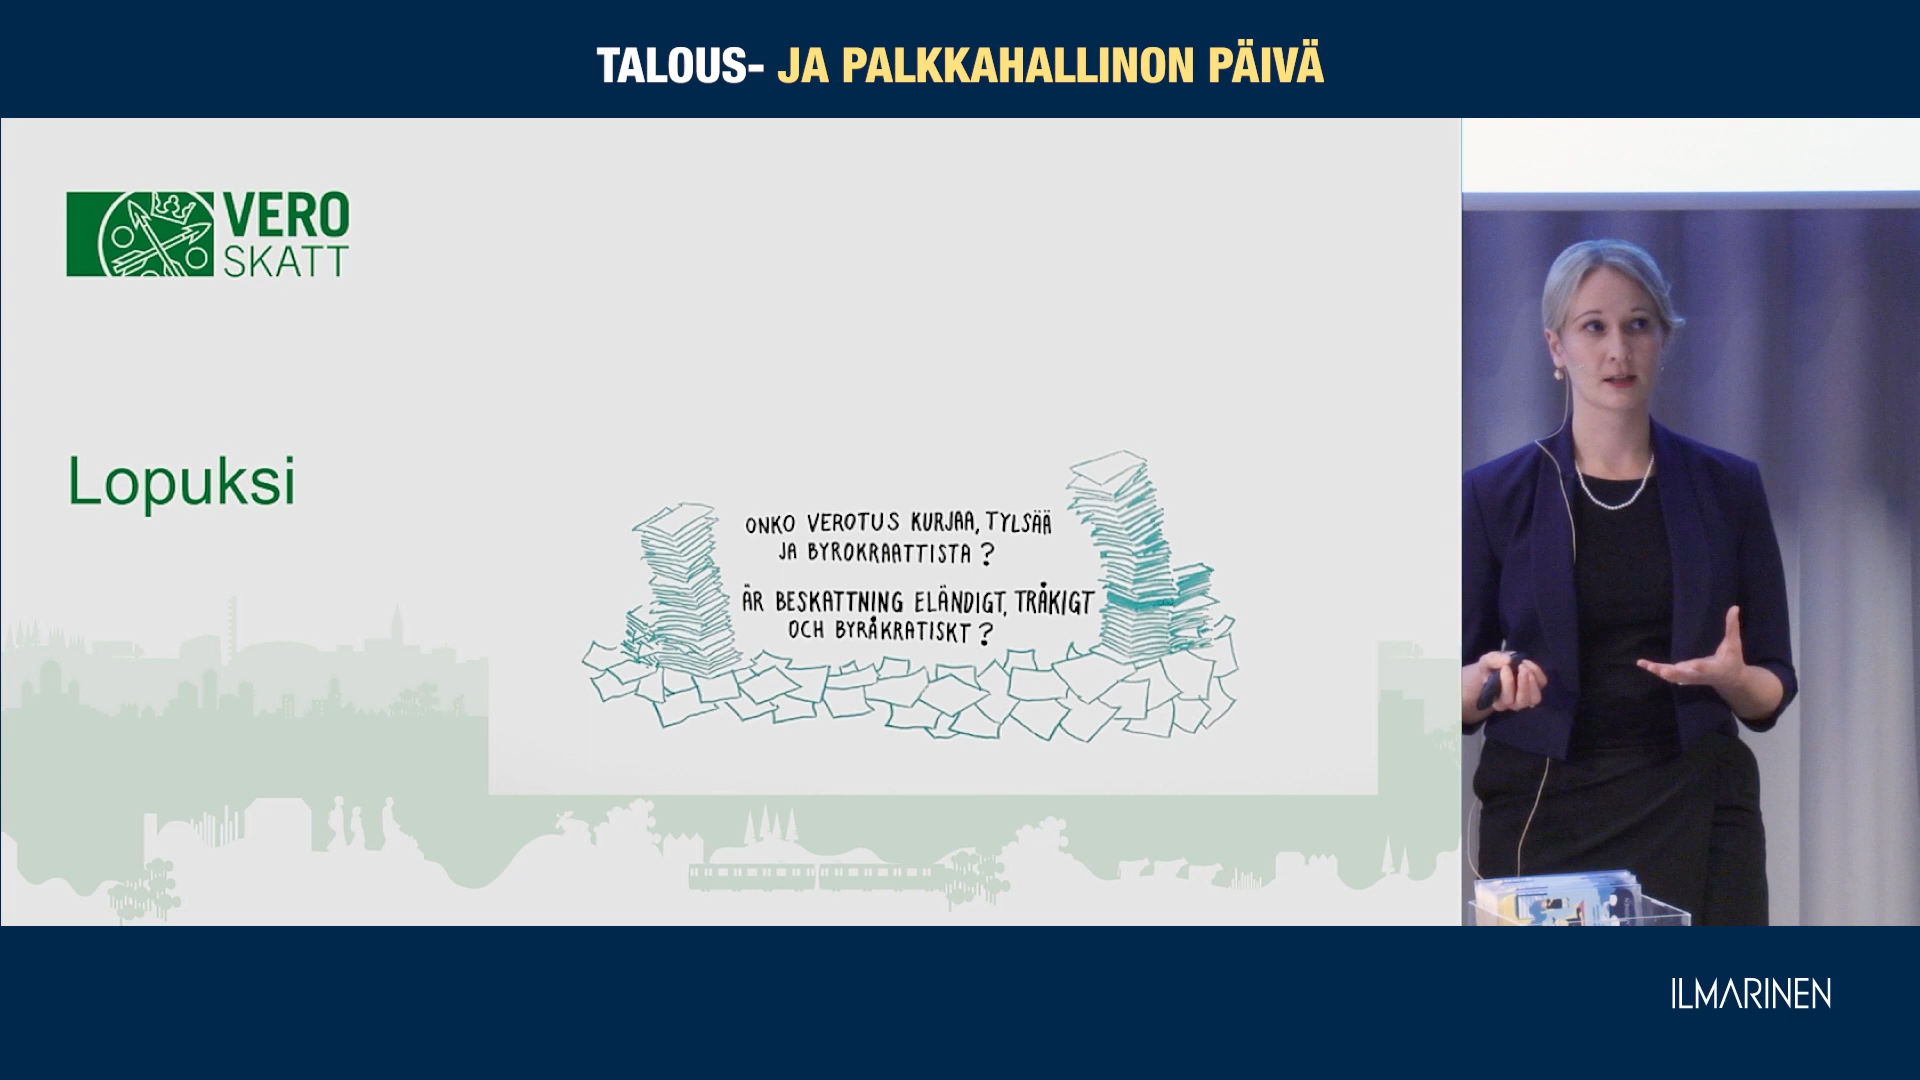 TALOUS- JA PALKKAHALLINON PÄIVÄ
VERO
SKATT
Lopuksi
ONKO VEROTUS KURJAA, TYLSÄÄ
JA BYROKRAATTISTA?
ÄR BESKATTNING ELÄNDIGT, TRÅKIGT
OCH BYRÅKRATISKT?
ILMARINEN